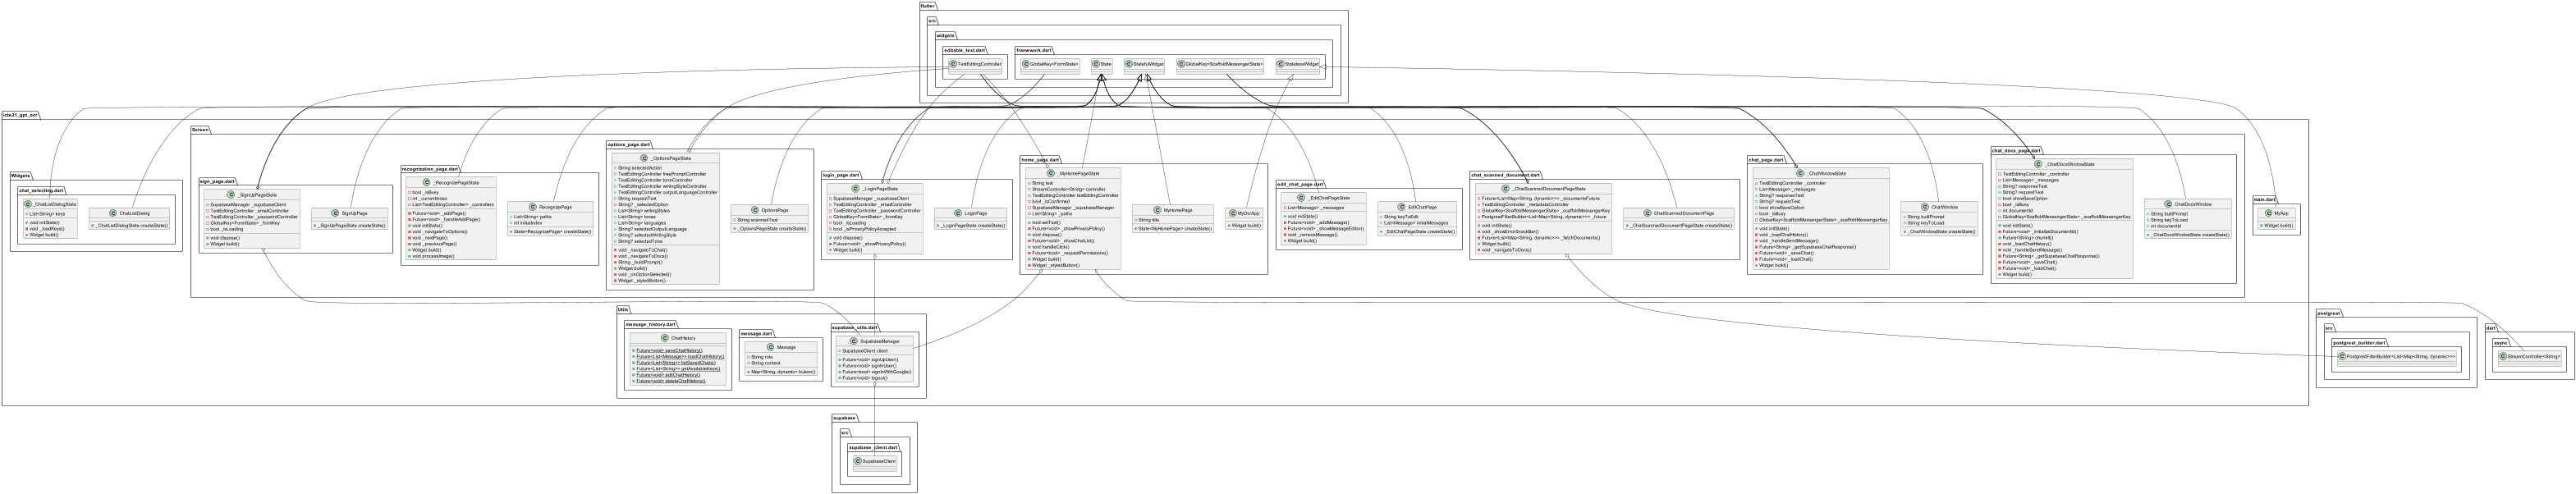 flutter
src
widgets
editable_text.dart
TextEditingController
framework.dart
GlobalKey<FormState>
State
StatefulWidget
GlobalKey<ScaffoldMessengerState>
StatelessWidget
icte21_gpt_ocr
Widgets
chat_selecting.dart
_ChatListDialogState
List<String> keys
void initState()
void _loadKeys()
Widget build()
ChatListDialog
_ChatListDialogState createState()
Screen
sign_page.dart
_SignUpPageState
SupabaseManager _supabaseClient
TextEditingController _emailController
TextEditingController _passwordController
GlobalKey<FormState> _formKey
bool _isLoading
void dispose()
Widget build()
SignUpPage
_SignUpPageState createState()
recognization_page.dart
_RecognizePageState
bool _isBusy
int _currentIndex
List<TextEditingController> _controllers
Future<void> _addPage()
Future<void> _handleAddPage()
void initState()
void _navigateToOptions()
void _nextPage()
void _previousPage()
Widget build()
void processImage()
RecognizePage
List<String> paths
int initialIndex
State<RecognizePage> createState()
options_page.dart
_OptionsPageState
String selectedAction
TextEditingController freePromptController
TextEditingController toneController
TextEditingController writingStyleController
TextEditingController outputLanguageController
String requestText
String? _selectedOption
List<String> writingStyles
List<String> tones
List<String> languages
String? selectedOutputLanguage
String? selectedWritingStyle
String? selectedTone
void _navigateToChat()
void _navigateToDocs()
String _buildPrompt()
Widget build()
void _onOptionSelected()
Widget _styledButton()
OptionsPage
String scannedText
_OptionsPageState createState()
login_page.dart
_LoginPageState
SupabaseManager _supabaseClient
TextEditingController _emailController
TextEditingController _passwordController
GlobalKey<FormState> _formKey
bool _isLoading
bool _isPrivacyPolicyAccepted
void dispose()
Future<void> _showPrivacyPolicy()
Widget build()
LoginPage
_LoginPageState createState()
home_page.dart
_MyHomePageState
String text
StreamController<String> controller
TextEditingController textEditingController
bool _isConfirmed
SupabaseManager _supabaseManager
List<String> _paths
void setText()
Future<void> _showPrivacyPolicy()
void dispose()
Future<void> _showChatList()
void handleClick()
Future<bool> _requestPermissions()
Widget build()
Widget _styledButton()
MyHomePage
String title
State<MyHomePage> createState()
MyOcrApp
Widget build()
edit_chat_page.dart
_EditChatPageState
List<Message> _messages
void initState()
Future<void> _addMessage()
Future<void> _showMessageEditor()
void _removeMessage()
Widget build()
EditChatPage
String keyToEdit
List<Message> initialMessages
_EditChatPageState createState()
chat_scanned_document.dart
_ChatScannedDocumentPageState
Future<List<Map<String, dynamic>>> _documentsFuture
TextEditingController _metadataController
GlobalKey<ScaffoldMessengerState> _scaffoldMessengerKey
PostgrestFilterBuilder<List<Map<String, dynamic>>> _future
void initState()
void _showErrorSnackBar()
Future<List<Map<String, dynamic>>> _fetchDocuments()
Widget build()
void _navigateToDocs()
ChatScannedDocumentPage
_ChatScannedDocumentPageState createState()
chat_page.dart
_ChatWindowState
TextEditingController _controller
List<Message> _messages
String? requestText
String? responseText
bool showSaveOption
bool _isBusy
GlobalKey<ScaffoldMessengerState> _scaffoldMessengerKey
void initState()
void _loadChatHistory()
void _handleSendMessage()
Future<String> _getSupabaseChatResponse()
Future<void> _saveChat()
Future<void> _loadChat()
Widget build()
ChatWindow
String builtPrompt
String keyToLoad
_ChatWindowState createState()
chat_docs_page.dart
_ChatDocsWindowState
TextEditingController _controller
List<Message> _messages
String? responseText
String? requestText
bool showSaveOption
bool _isBusy
int documentId
GlobalKey<ScaffoldMessengerState> _scaffoldMessengerKey
void initState()
Future<void> _initializeDocumentId()
Future<String> chunkIt()
void _loadChatHistory()
void _handleSendMessage()
Future<String> _getSupabaseChatResponse()
Future<void> _saveChat()
Future<void> _loadChat()
Widget build()
ChatDocsWindow
String builtPrompt
String keyToLoad
int documentId
_ChatDocsWindowState createState()
main.dart
MyApp
Widget build()
Utils
message_history.dart
ChatHistory
Future<void> saveChatHistory()
Future<List<Message>> loadChatHistory()
Future<List<String>> listSavedChats()
Future<List<String>> getAvailableKeys()
Future<void> editChatHistory()
Future<void> deleteChatHistory()
message.dart
Message
String role
String content
Map<String, dynamic> toJson()
supabase_utils.dart
SupabaseManager
SupabaseClient client
Future<void> signUpUser()
Future<void> signInUser()
Future<bool> signInWithGoogle()
Future<void> logout()
postgrest
src
postgrest_builder.dart
PostgrestFilterBuilder<List<Map<String, dynamic>>>
dart
async
StreamController<String>
supabase
src
supabase_client.dart
SupabaseClient